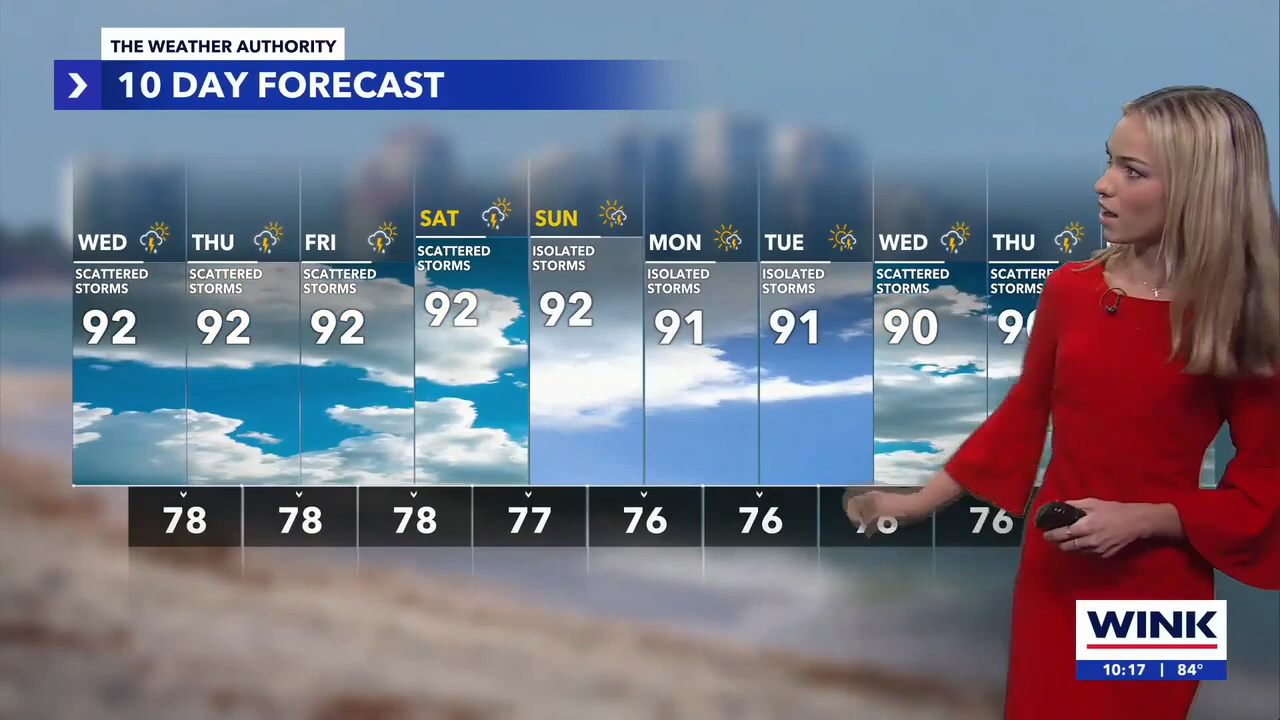 THE WEATHER AUTHORITY
10 DAY FORECAST
WED
SCATTERED
STORMS
92
THU
SCATTERED
STORMS
92
FRI
SCATTERED
STORMS
92
SAT
SCATTERED
STORMS
92
SUN
ISOLATED
STORMS
92
MON
ISOLATED
STORMS
91
TUE
ISOLATED
STORMS
91
WED
SCATTERED
STORMS
90
THU
STORMS
78
78
78
77
76
76
76
WINK
10:17 | 84°